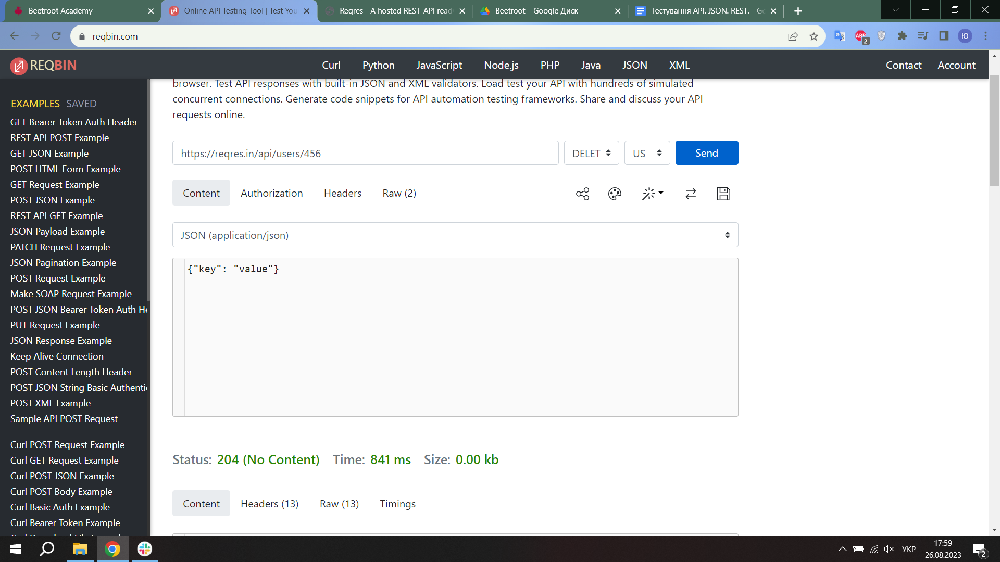 Beetroot Academy
Online API Testing Tool | Test You
Reqres - A hosted REST-API read
Beetroot – Google Диск
Тестування API. JSON. REST. - Go
reqbin.com
ABP
2
Ю
REQBIN
Curl
Python
JavaScript
Node.js
PHP
Java
JSON
XML
Contact
Account
EXAMPLES
SAVED
GET Bearer Token Auth Header
REST API POST Example
GET JSON Example
POST HTML Form Example
GET Request Example
POST JSON Example
REST API GET Example
JSON Payload Example
PATCH Request Example
JSON Pagination Example
POST Request Example
Make SOAP Request Example
POST JSON Bearer Token Auth He
PUT Request Example
JSON Response Example
Keep Alive Connection
POST Content Length Header
POST JSON String Basic Authenti
POST XML Example
Sample API POST Request
Curl POST Request Example
Curl GET Request Example
Curl POST JSON Example
Curl POST Body Example
Curl Basic Auth Example
Curl Bearer Token Example
browser. Test API responses with built-in JSON and XML validators. Load test your API with hundreds of simulated
concurrent connections. Generate code snippets for API automation testing frameworks. Share and discuss your API
requests online.
https://reqres.in/api/users/456
DELET
US
Send
Content
Authorization
Headers
Raw (2)
JSON (application/json)
{"key": "value"}
Status: 204 (No Content) Time: 841 ms Size: 0.00 kb
Content
Headers (13)
Raw (13)
Timings
УКР
17:59
26.08.2023
2